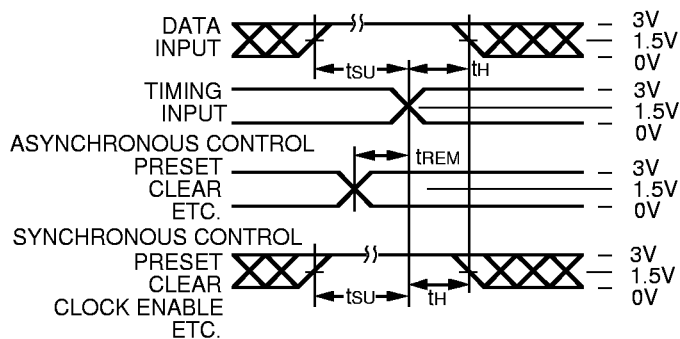 DATA
INPUT
3V
1.5V
0V
tSU
tH
TIMING
INPUT
3V
1.5V
0V
ASYNCHRONOUS CONTROL
PRESET
CLEAR
ETC.
tREM
3V
1.5V
0V
SYNCHRONOUS CONTROL
PRESET
CLEAR
CLOCK ENABLE
ETC.
tSU
tH
3V
1.5V
0V